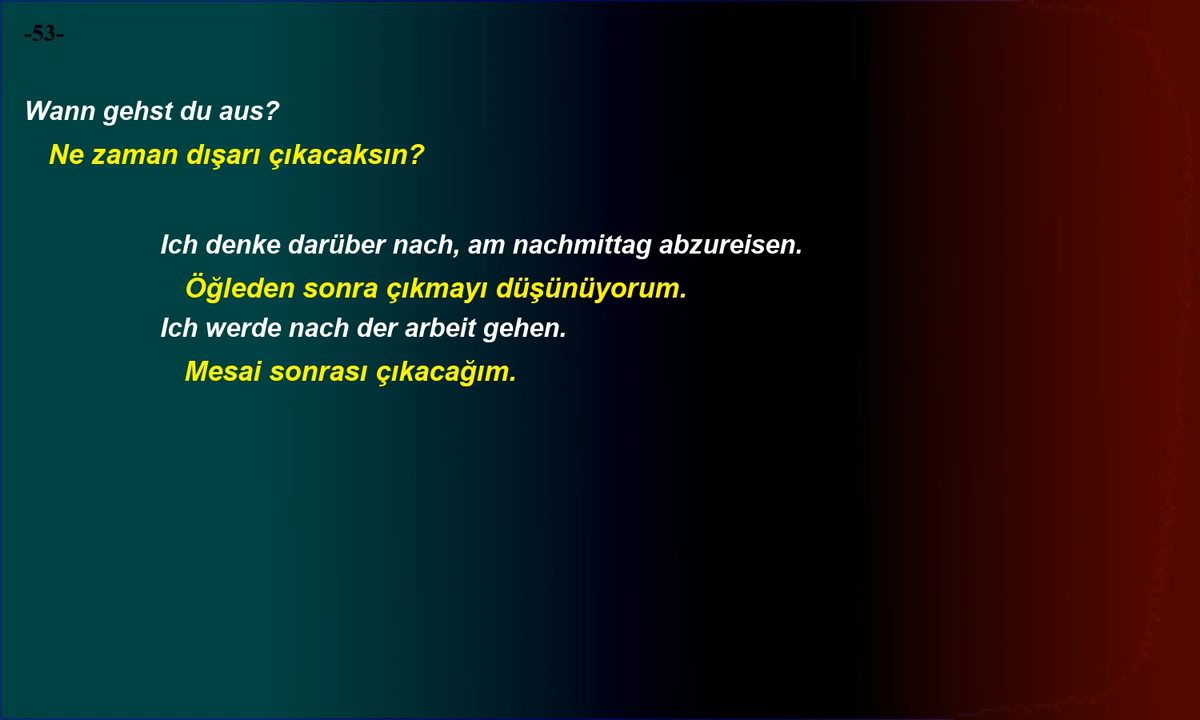 -53-
Wann gehst du aus?
Ne zaman dışarı çıkacaksın?
Ich denke darüber nach, am nachmittag abzureisen.
Öğleden sonra çıkmayı düşünüyorum.
Ich werde nach der arbeit gehen.
Mesai sonrası çıkacağım.